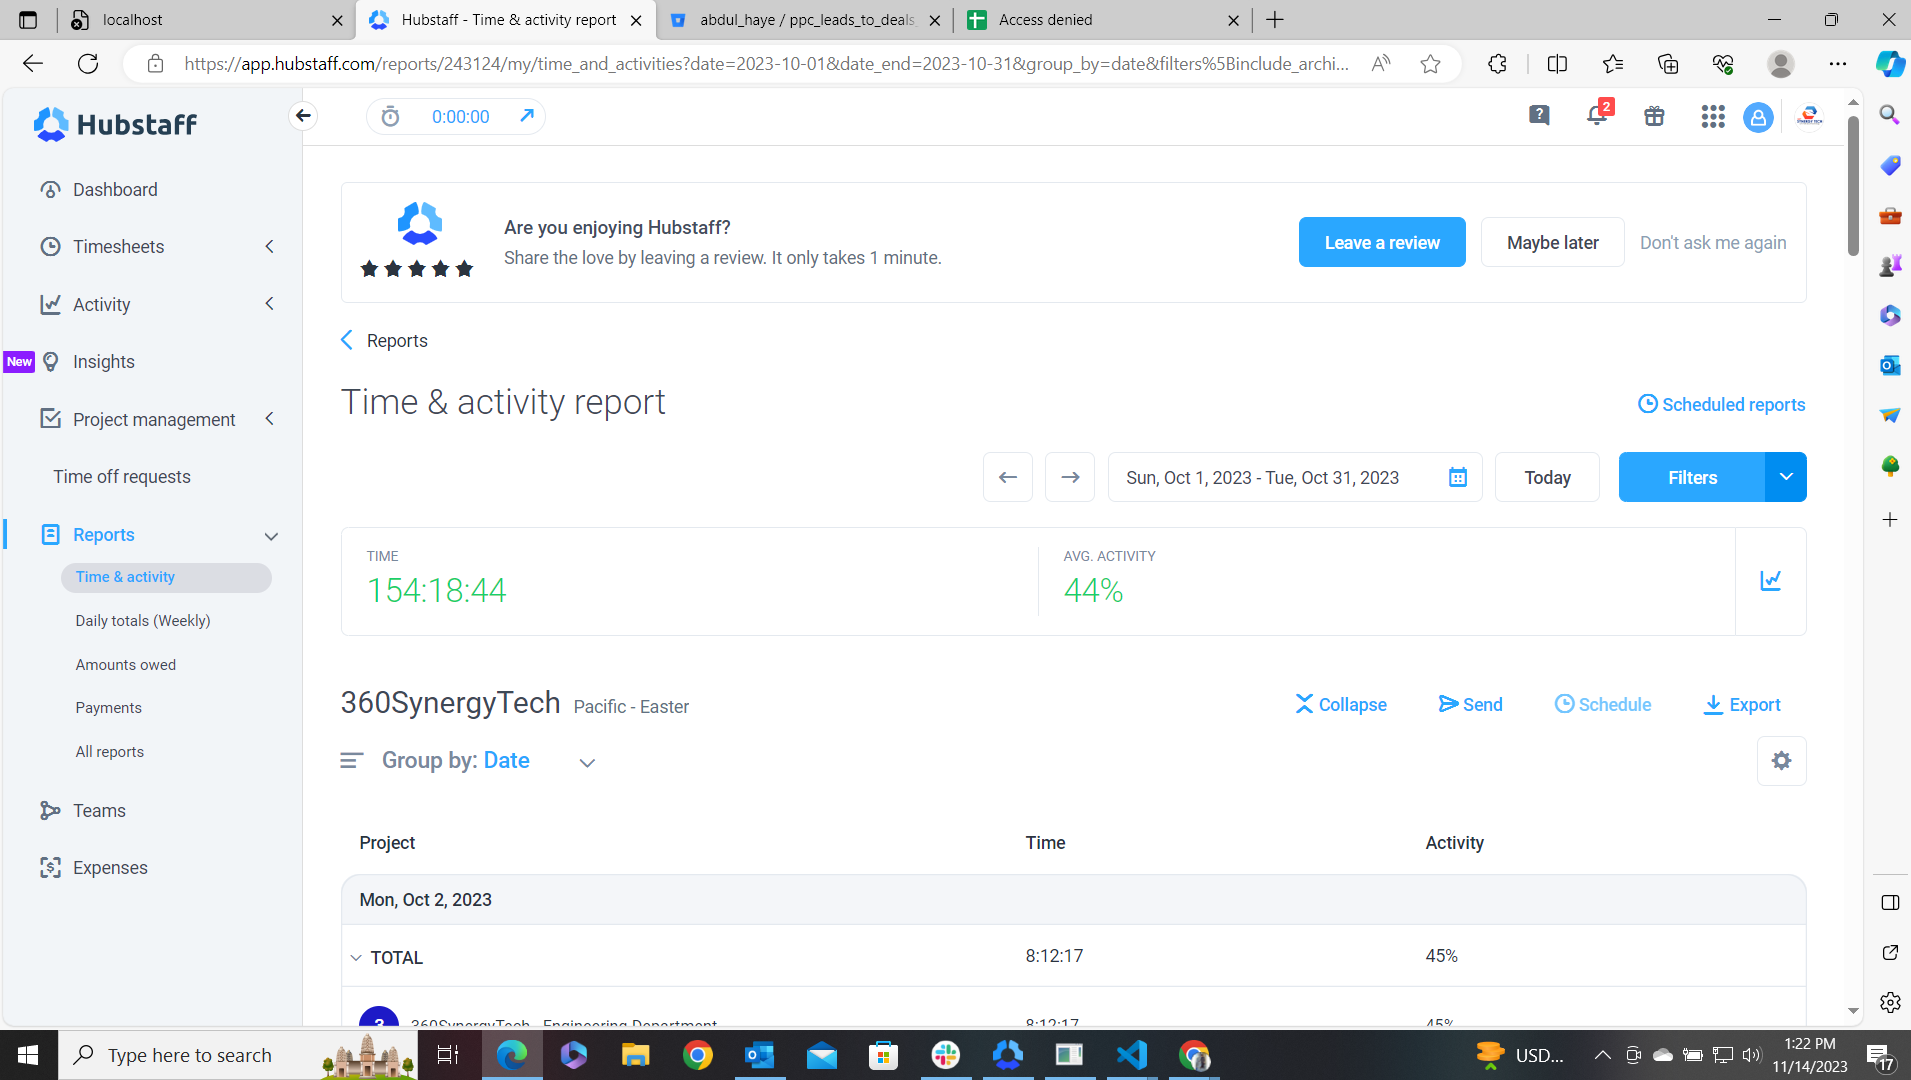 localhost
Hubstaff - Time & activity report
abdul_haye / ppc_leads_to_deals_
Access denied
https://app.hubstaff.com/reports/243124/my/time_and_activities?date=2023-10-01&date_end=2023-10-31&group_by=date&filters%5Binclude_archi...
Hubstaff
0:00:00
2
Dashboard
Timesheets
Activity
New
Insights
Project management
Time off requests
Reports
Time & activity
Daily totals (Weekly)
Amounts owed
Payments
All reports
Teams
Expenses
Are you enjoying Hubstaff?
Share the love by leaving a review. It only takes 1 minute.
Leave a review
Maybe later
Don't ask me again
Reports
Time & activity report
Scheduled reports
Sun, Oct 1, 2023 - Tue, Oct 31, 2023
Today
Filters
TIME
154:18:44
AVG. ACTIVITY
44%
360SynergyTech Pacific - Easter
Collapse
Send
Schedule
Export
Group by: Date
Project Time Activity
Mon, Oct 2, 2023
TOTAL 8:12:17 45%
3 360SynergyTech - Engineering Department 8:12:17 45%
Type here to search
USD...
1:22 PM
11/14/2023
17